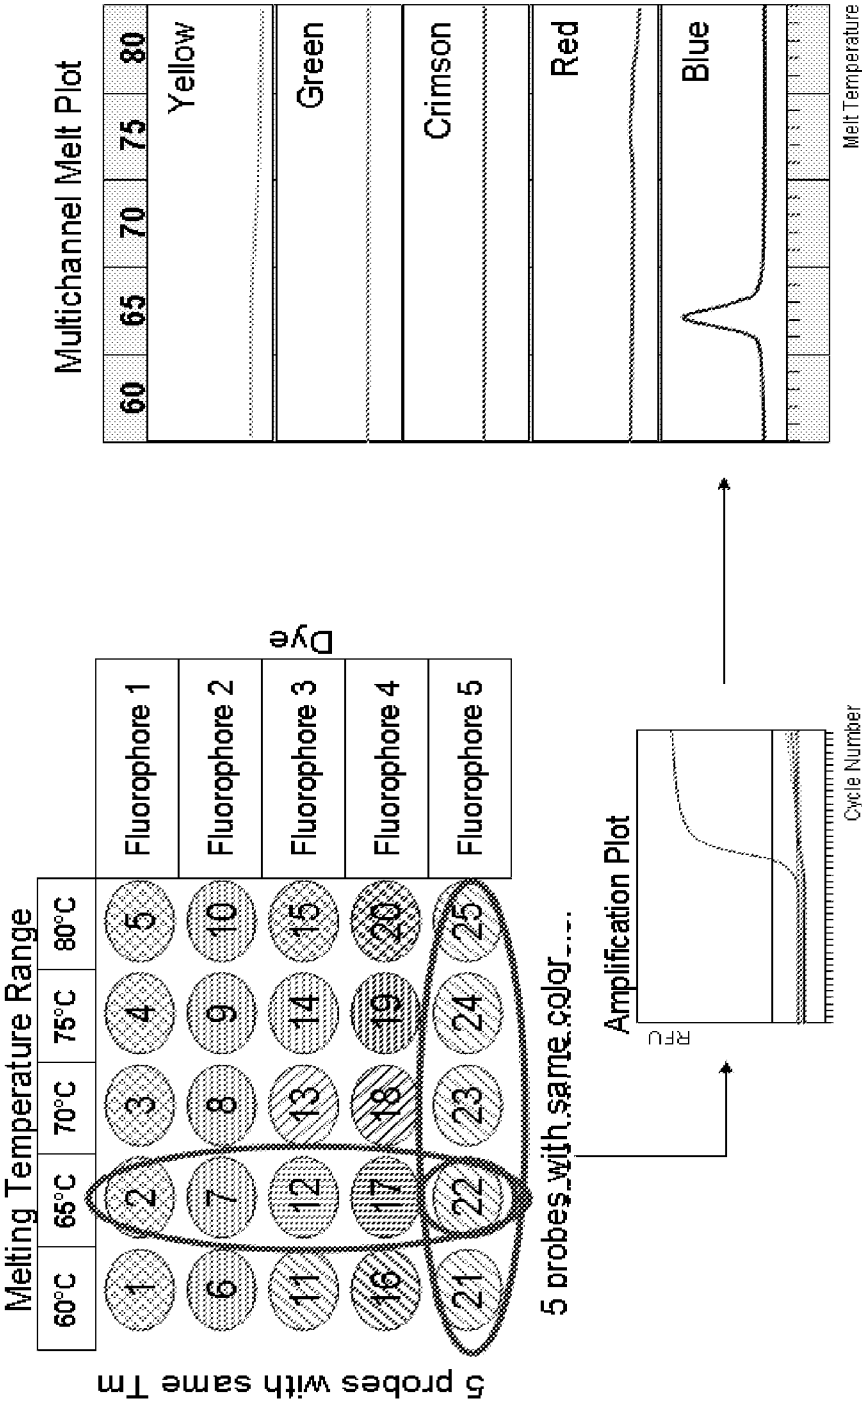 Melting Temperature Range
60°C 65°C 70°C 75°C 80°C
1 2 3 4 5 Fluorophore 1
6 7 8 9 10 Fluorophore 2
11 12 13 14 15 Fluorophore 3
16 17 18 19 20 Fluorophore 4
21 22 23 24 25 Fluorophore 5
Dye
5 probes with same Tm
5 probes with same color
Amplification Plot
RFU
Cycle Number
Multichannel Melt Plot
60 65 70 75 80
Yellow
Green
Crimson
Red
Blue
Melt Temperature